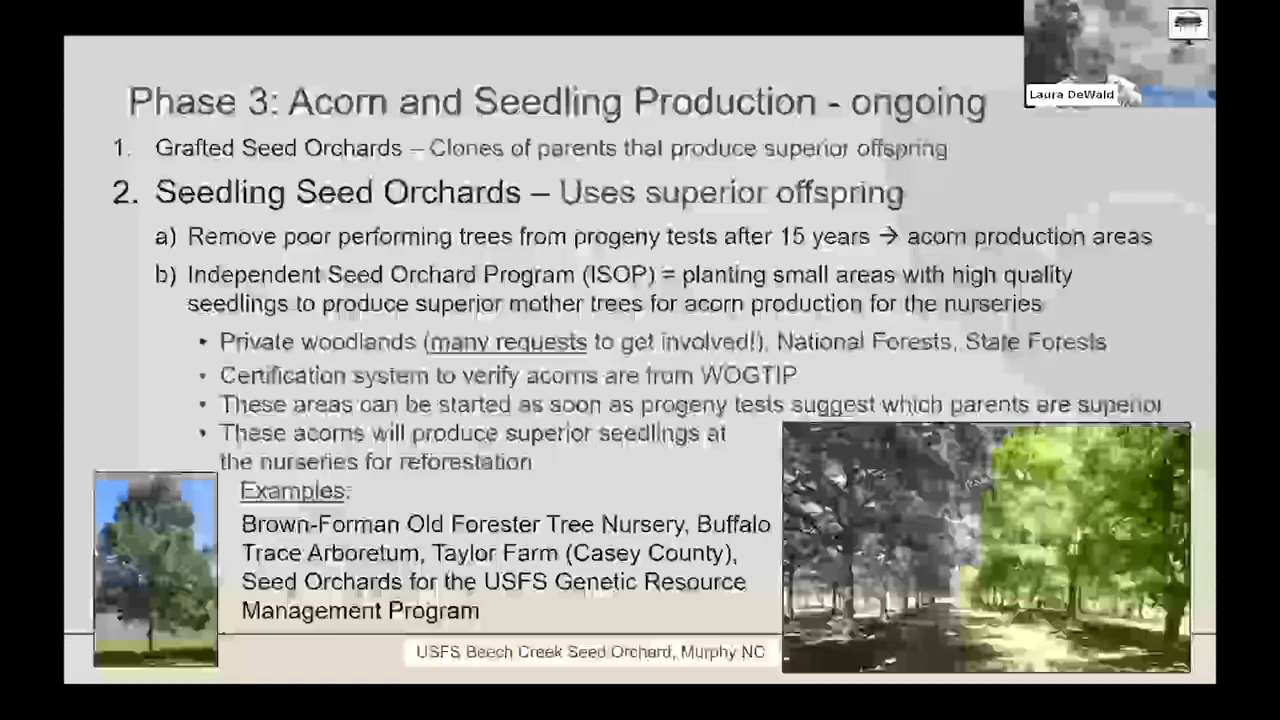 Phase 3: Acorn and Seedling Production - ongoing
Laura DeWald
1. Grafted Seed Orchards – Clones of parents that produce superior offspring
2. Seedling Seed Orchards – Uses superior offspring
a) Remove poor performing trees from progeny tests after 15 years → acorn production areas
b) Independent Seed Orchard Program (ISOP) = planting small areas with high quality
seedlings to produce superior mother trees for acorn production for the nurseries
• Private woodlands (many requests to get involved!), National Forests, State Forests
• Certification system to verify acorns are from WOGTIP
• These areas can be started as soon as progeny tests suggest which parents are superior
• These acorns will produce superior seedlings at
the nurseries for reforestation
Examples:
Brown-Forman Old Forester Tree Nursery, Buffalo
Trace Arboretum, Taylor Farm (Casey County),
Seed Orchards for the USFS Genetic Resource
Management Program
USFS Beech Creek Seed Orchard, Murphy NC